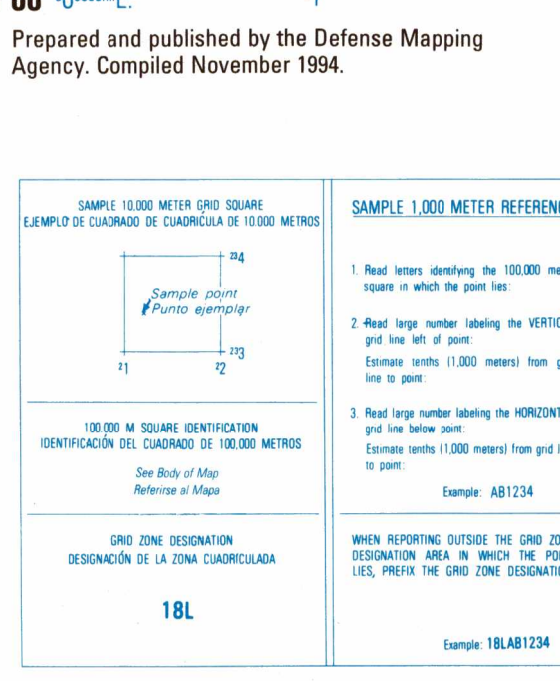 Prepared and published by the Defense Mapping
Agency. Compiled November 1994.
SAMPLE 10,000 METER GRID SQUARE
EJEMPLO DE CUADRADO DE CUADRÍCULA DE 10.000 METROS
234
Sample point
Punto ejemplar
233
21
22
100,000 M SQUARE IDENTIFICATION
IDENTIFICACIÓN DEL CUADRADO DE 100,000 METROS
See Body of Map
Referirse al Mapa
GRID ZONE DESIGNATION
DESIGNACIÓN DE LA ZONA CUADRICULADA
18L
SAMPLE 1,000 METER
1. Read letters identifying the 100,000
square in which the point lies:
2. Read large number labeling the
grid line left of point:
Estimate tenths (1,000 meters) from
line to point:
3. Read large number labeling the
grid line below point:
Estimate tenths (1,000 meters) from grid
to point:
Example: AB1234
WHEN REPORTING OUTSIDE THE GRID
DESIGNATION AREA IN WHICH THE
LIES, PREFIX THE GRID ZONE
Example: 18LAB1234